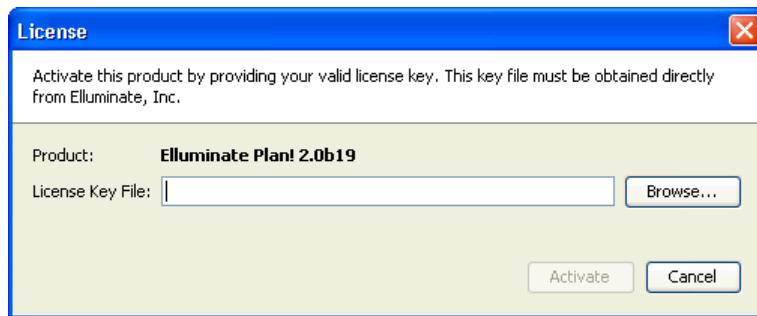 License
Activate this product by providing your valid license key. This key file must be obtained directly
from Elluminate, Inc.
Product: Elluminate Plan! 2.0b19
License Key File: Browse...
Activate Cancel